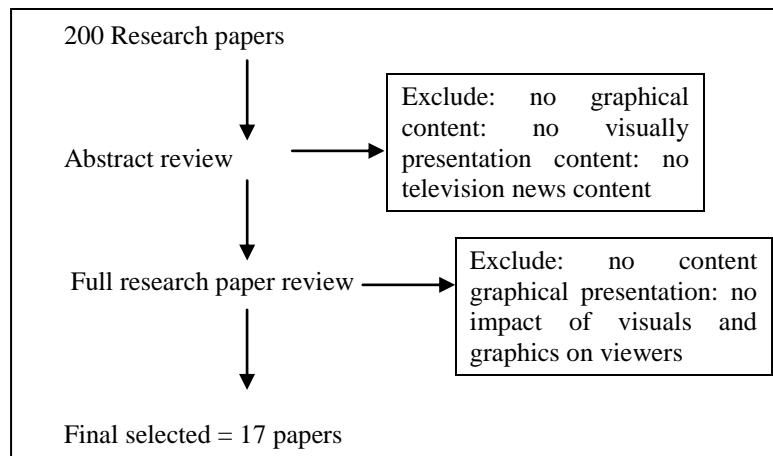 200 Research papers
Exclude: no graphical
content: no visually
presentation content: no
television news content
Abstract review
Full research paper review
Exclude: no content
graphical presentation: no
impact of visuals and
graphics on viewers
Final selected = 17 papers